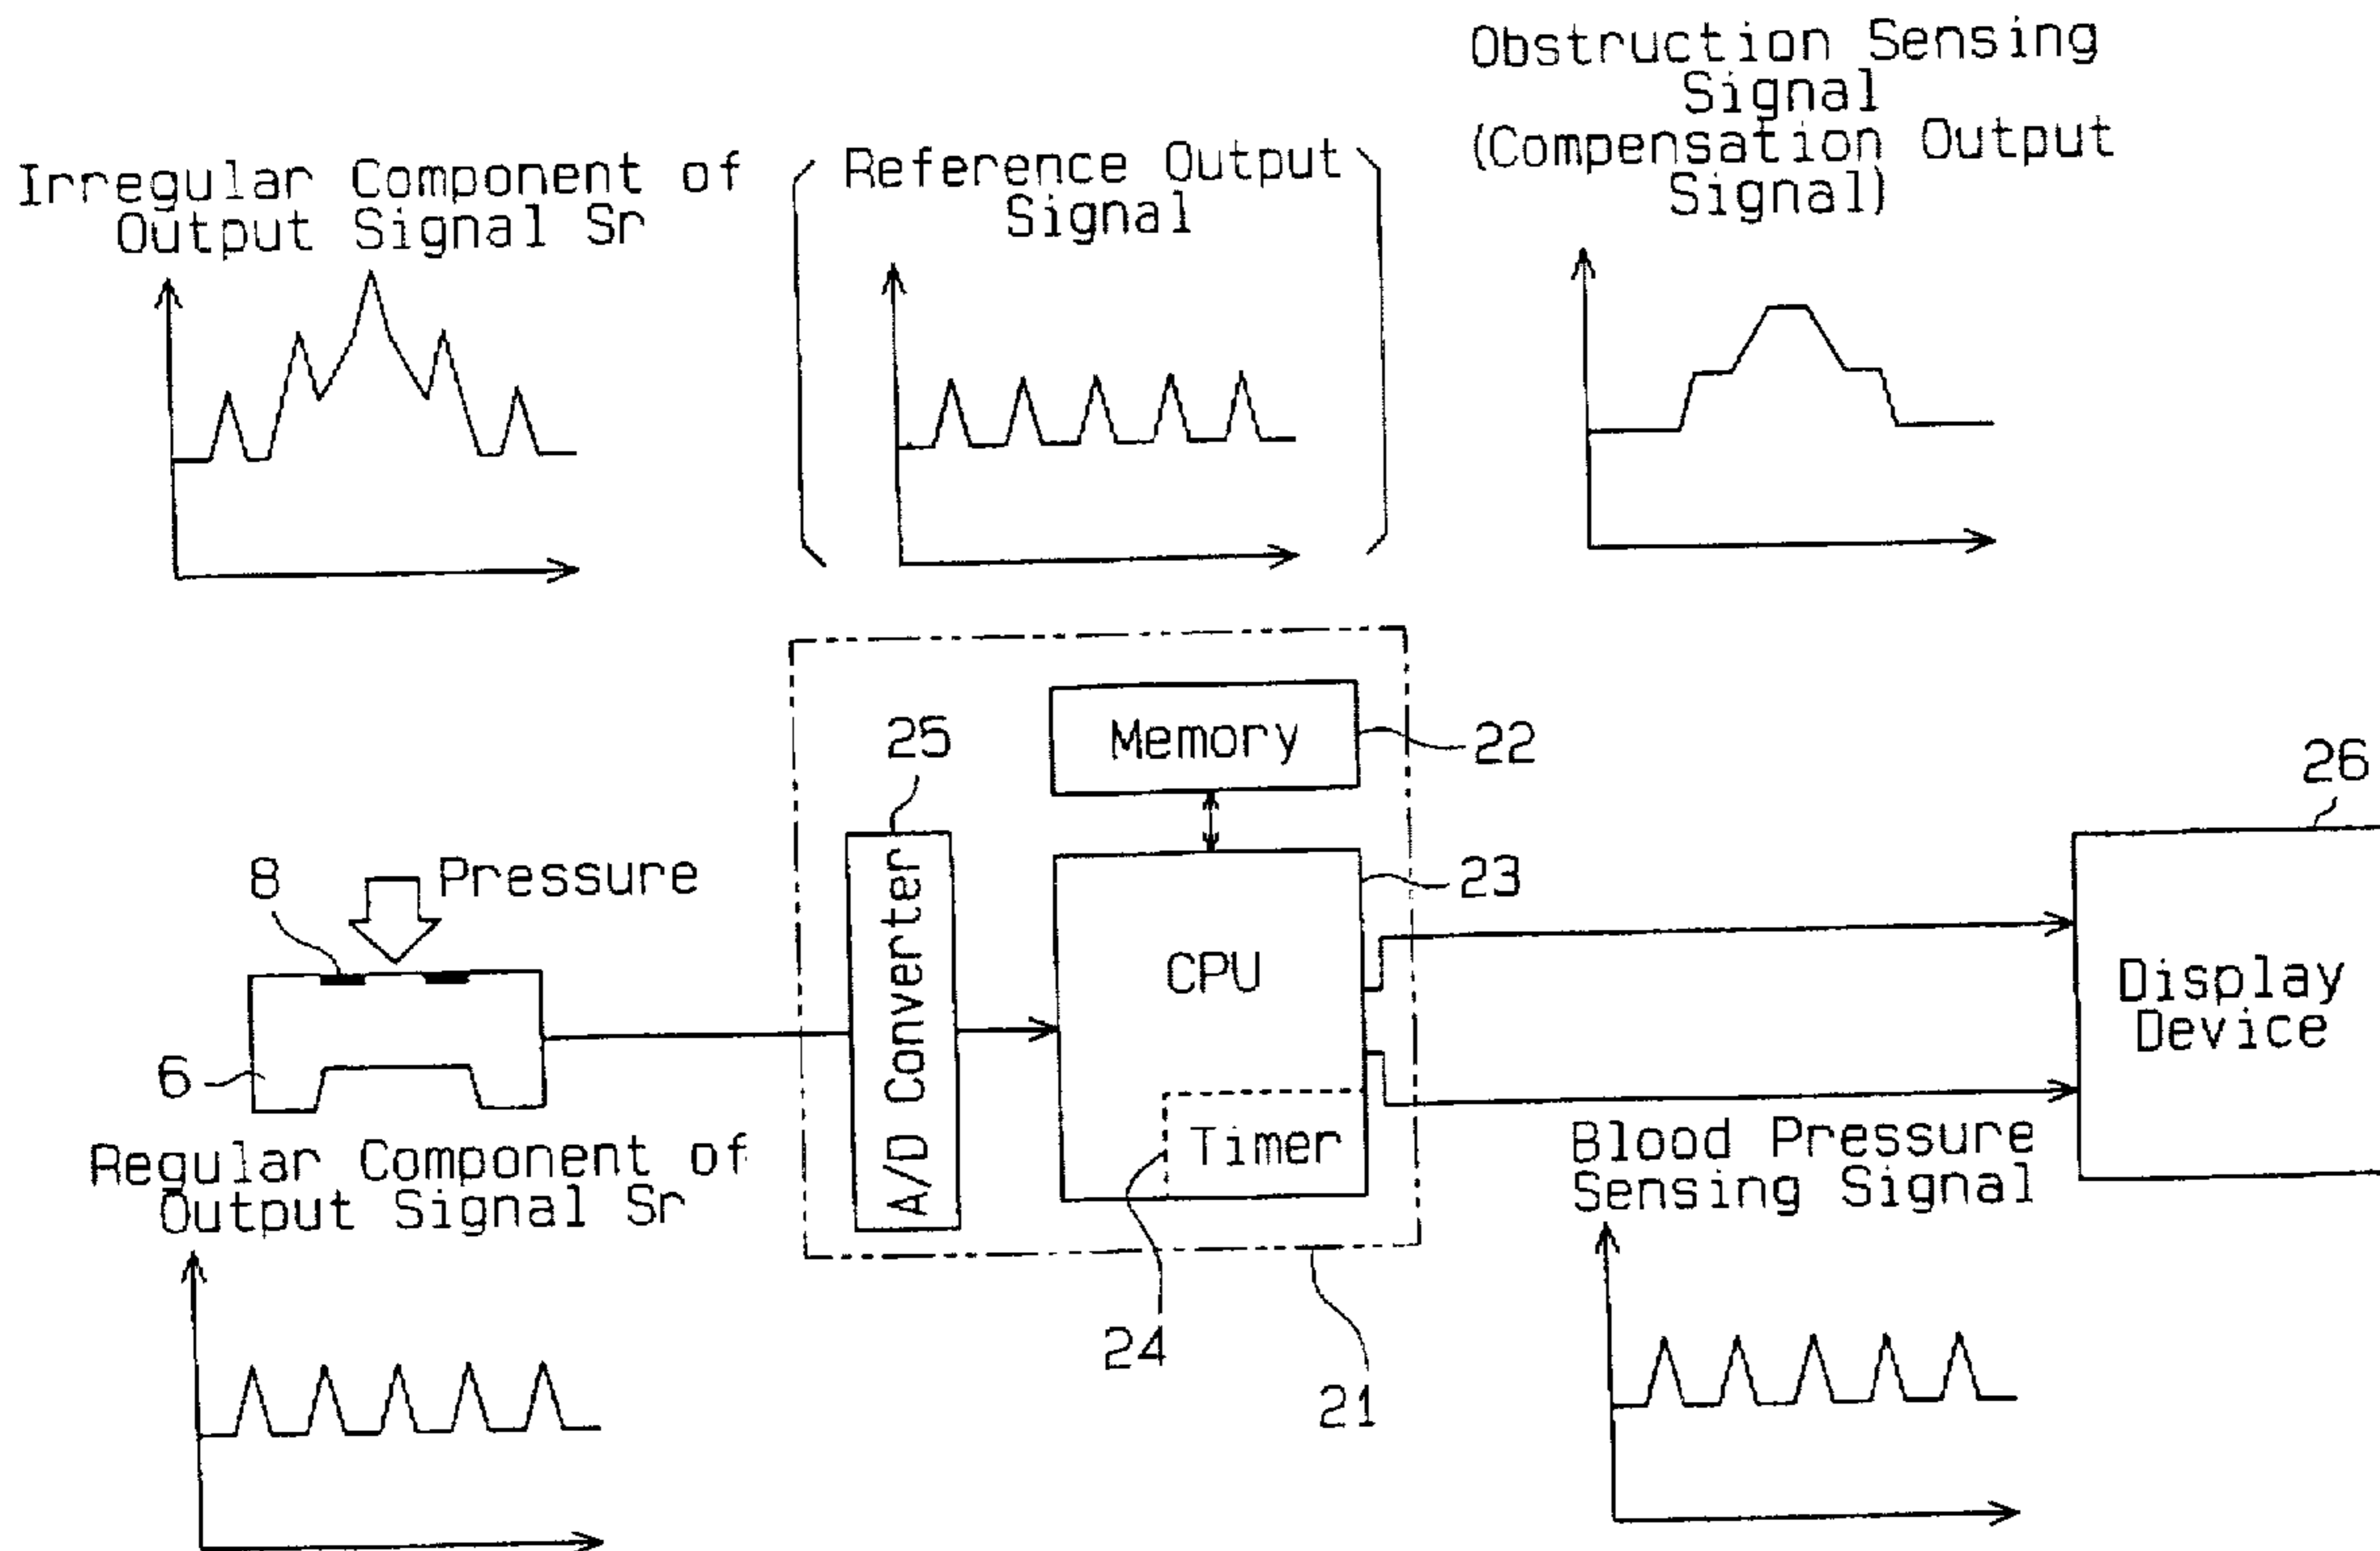 Irregular Component of
Output Signal Sr
Reference Output
Signal
Obstruction Sensing
Signal
(Compensation Output
Signal)
25
Memory
22
26
8
Pressure
A/D Converter
23
CPU
Display
Device
6
Timer
Regular Component of
Output Signal Sr
Blood Pressure
Sensing Signal
24
21